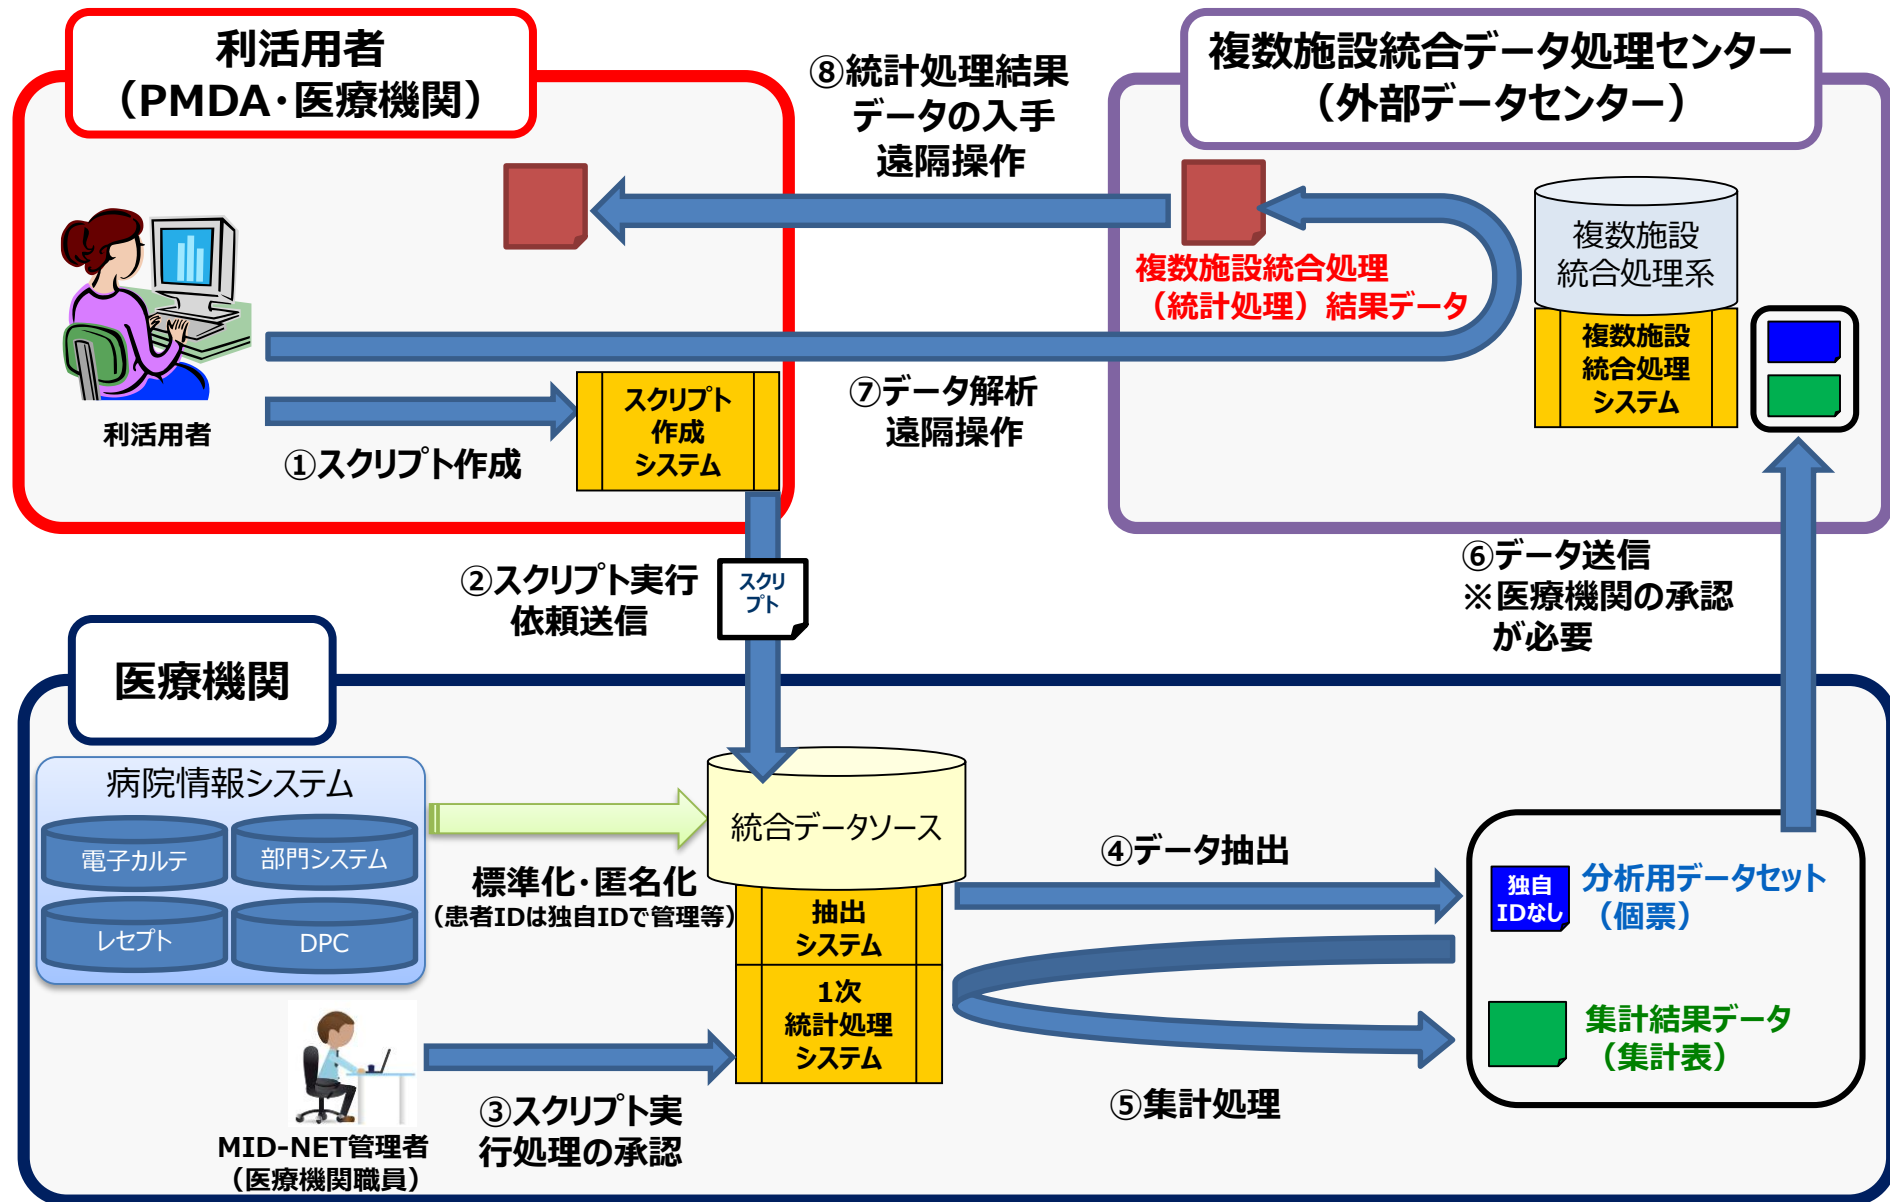 利活用者
（PMDA・医療機関）
⑧統計処理結果
データの入手
遠隔操作
複数施設統合データ処理センター
（外部データセンター）
複数施設
統合処理系
複数施設統合処理
（統計処理）結果データ
複数施設
統合処理
システム
利活用者
①スクリプト作成
スクリプト
作成
システム
⑦データ解析
遠隔操作
②スクリプト実行
依頼送信
スクリ
プト
⑥データ送信
※医療機関の承認
が必要
医療機関
病院情報システム
電子カルテ
部門システム
レセプト
DPC
標準化・匿名化
（患者IDは独自IDで管理等）
統合データソース
抽出
システム
1次
統計処理
システム
④データ抽出
独自
IDなし
分析用データセット
（個票）
集計結果データ
（集計表）
⑤集計処理
③スクリプト実
行処理の承認
MID-NET管理者
（医療機関職員）